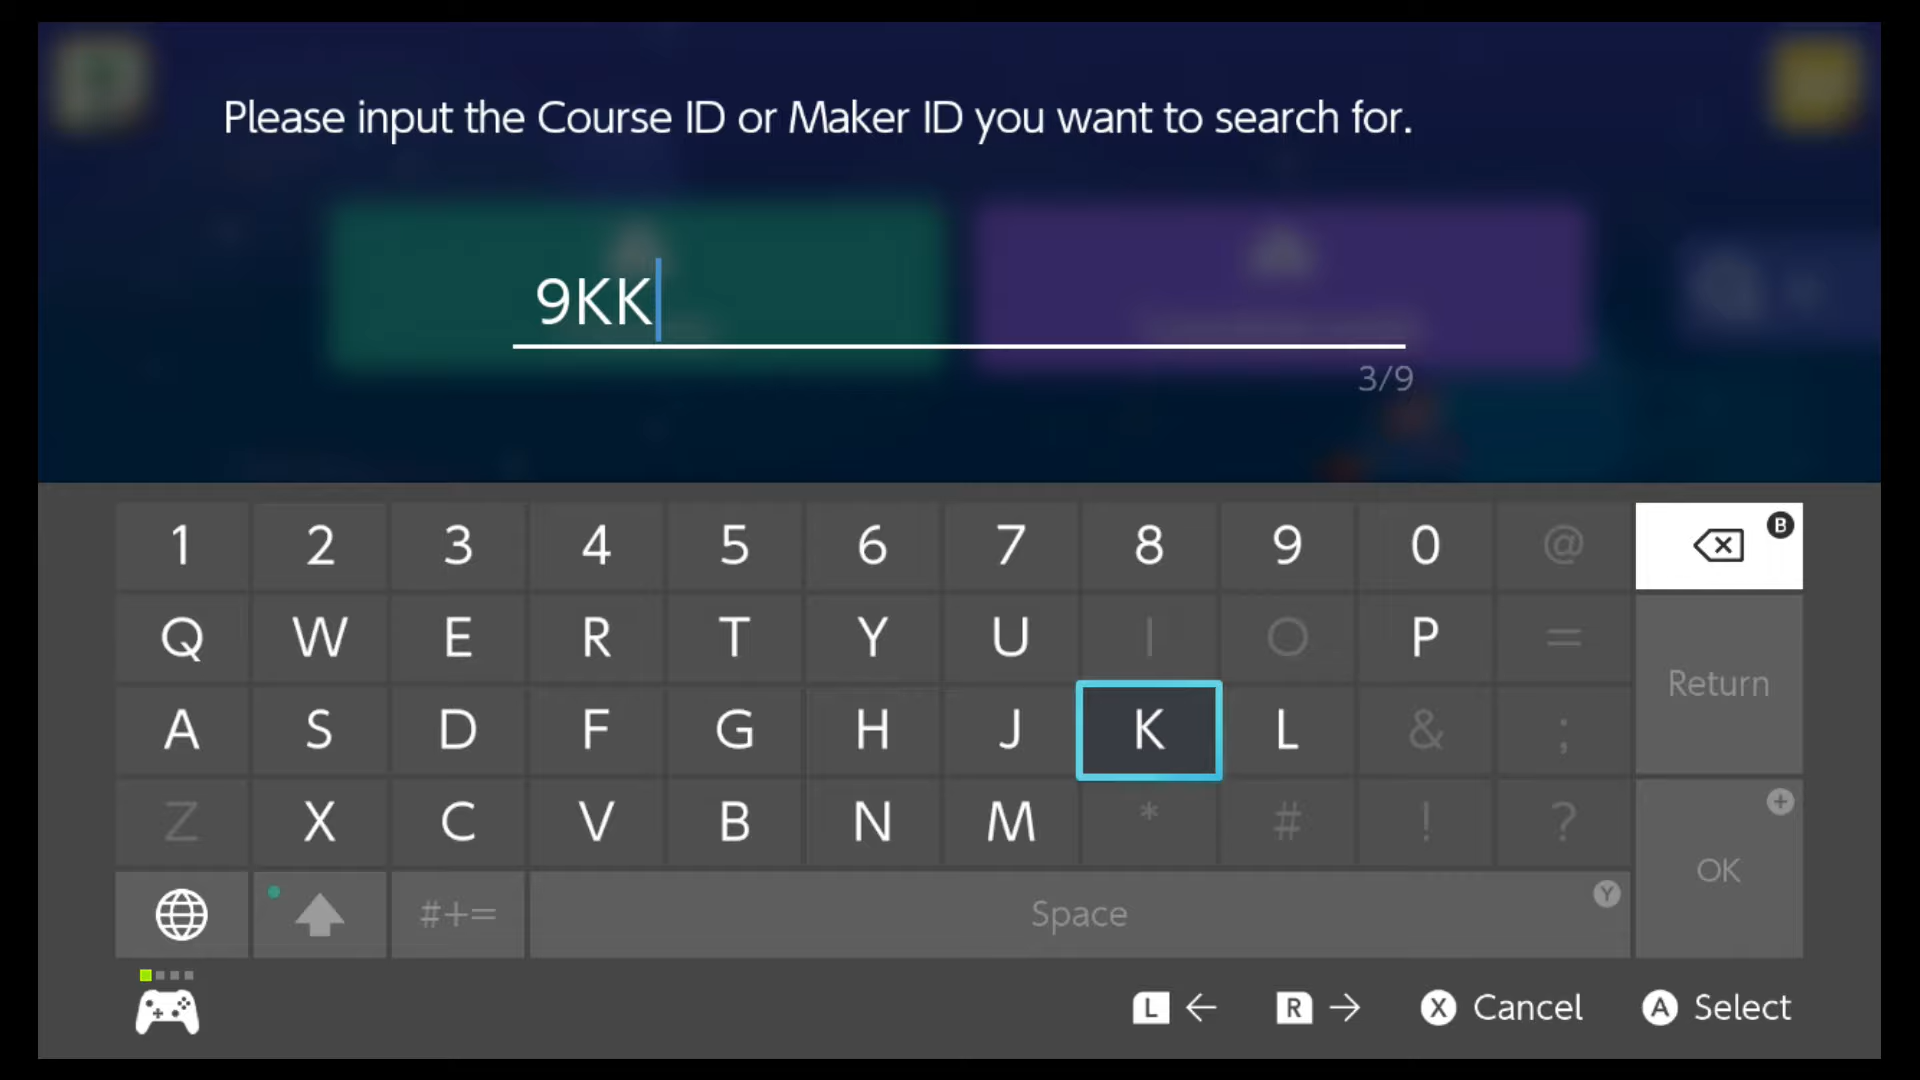 Please input the Course ID or Maker ID you want to search for.
9KK
3/9
1 2 3 4 5 6 7 8 9 0 @ B
Q W E R T Y U I O P = Return
A S D F G H J K L & ;
Z X C V B N M * # ! ? + OK
#+= Space Y
L ← R → X Cancel A Select